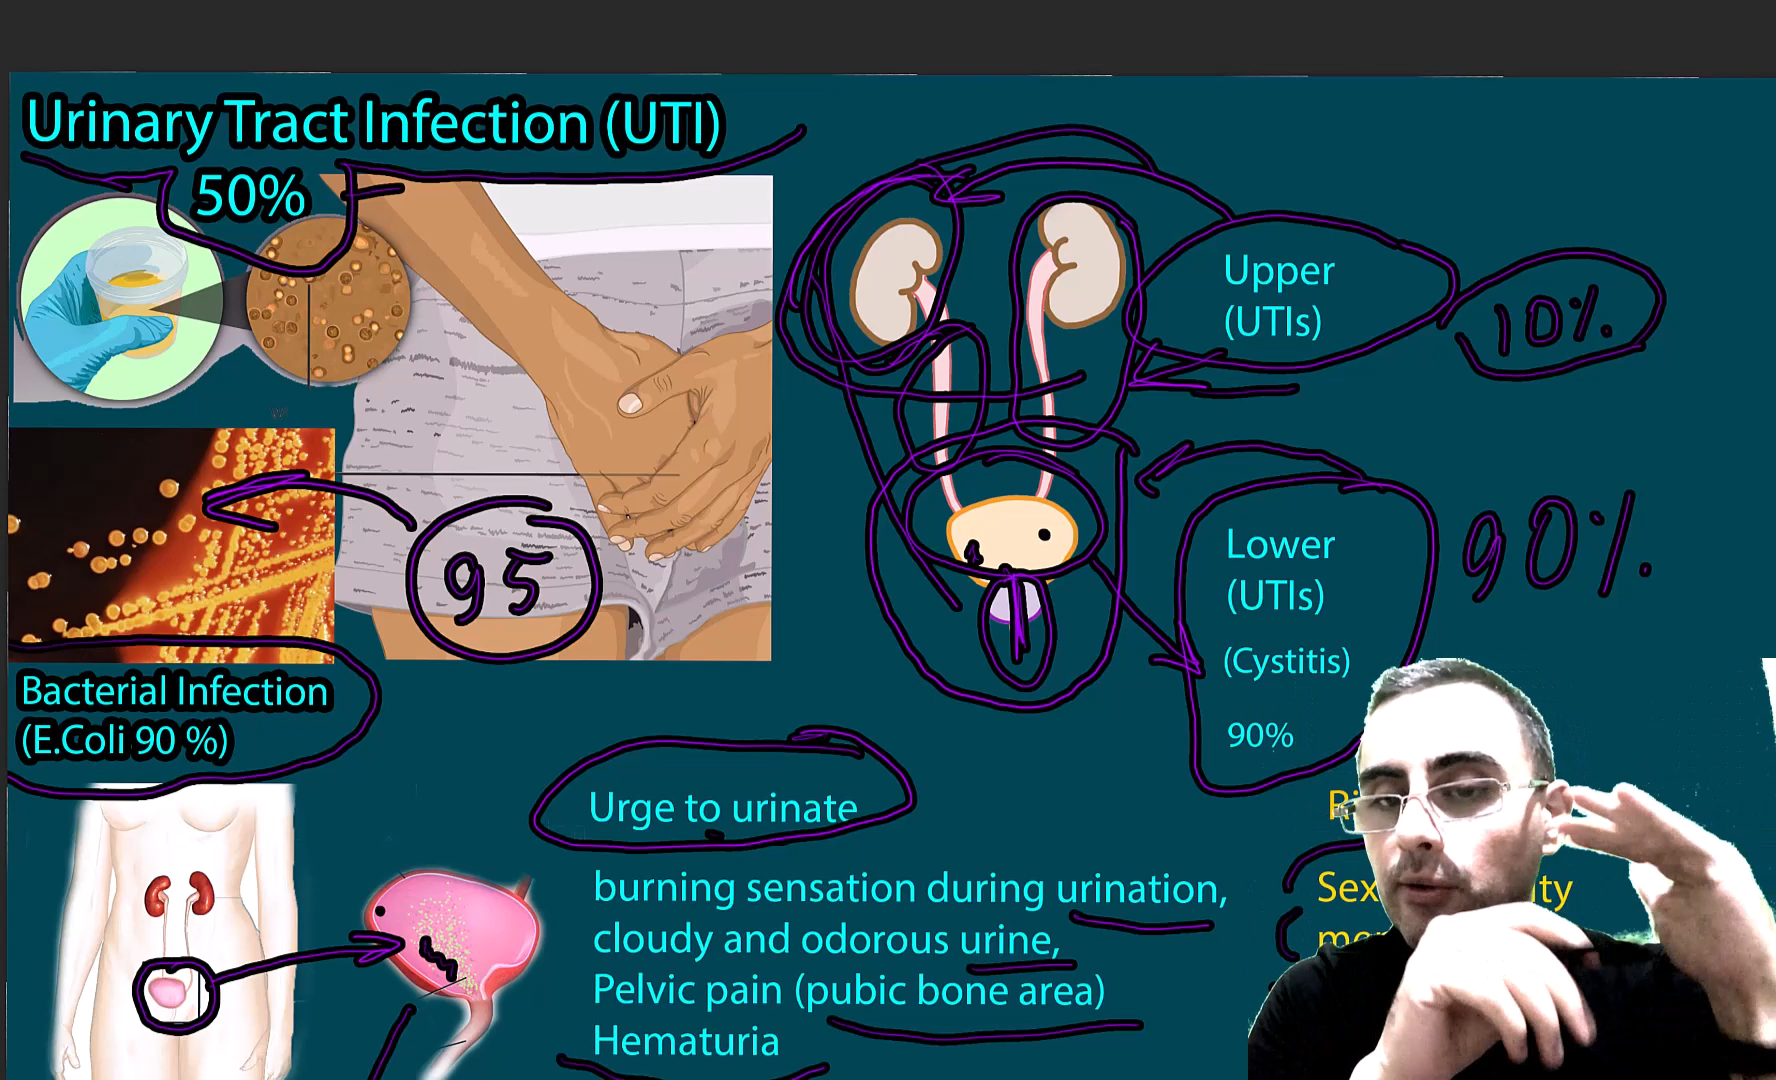 Urinary Tract Infection (UTI)
50%
Upper
(UTIs)
10%.
95
Lower
(UTIs)
(Cystitis)
90%
90%.
Bacterial Infection
(E.Coli 90 %)
Urge to urinate
burning sensation during urination,
cloudy and odorous urine,
Pelvic pain (pubic bone area)
Hematuria